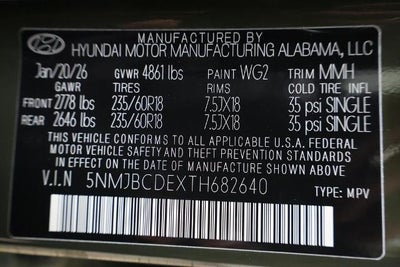 MANUFACTURED BY
HYUNDAI MOTOR MANUFACTURING ALABAMA, LLC
Jan/20/26 GVWR 4861 lbs PAINT WG2 TRIM MMH
GAWR TIRES RIMS COLD TIRE INFL
FRONT 2778 lbs 235/60R18 7.5JX18 35 psi SINGLE
REAR 2646 lbs 235/60R18 7.5JX18 35 psi SINGLE
THIS VEHICLE CONFORMS TO ALL APPLICABLE U.S.A. FEDERAL
MOTOR VEHICLE SAFETY AND THEFT PREVENTION STANDARDS
IN EFFECT ON THE DATE OF MANUFACTURE SHOWN ABOVE
V.I.N 5NMJBCDEXTH682640 TYPE: MPV